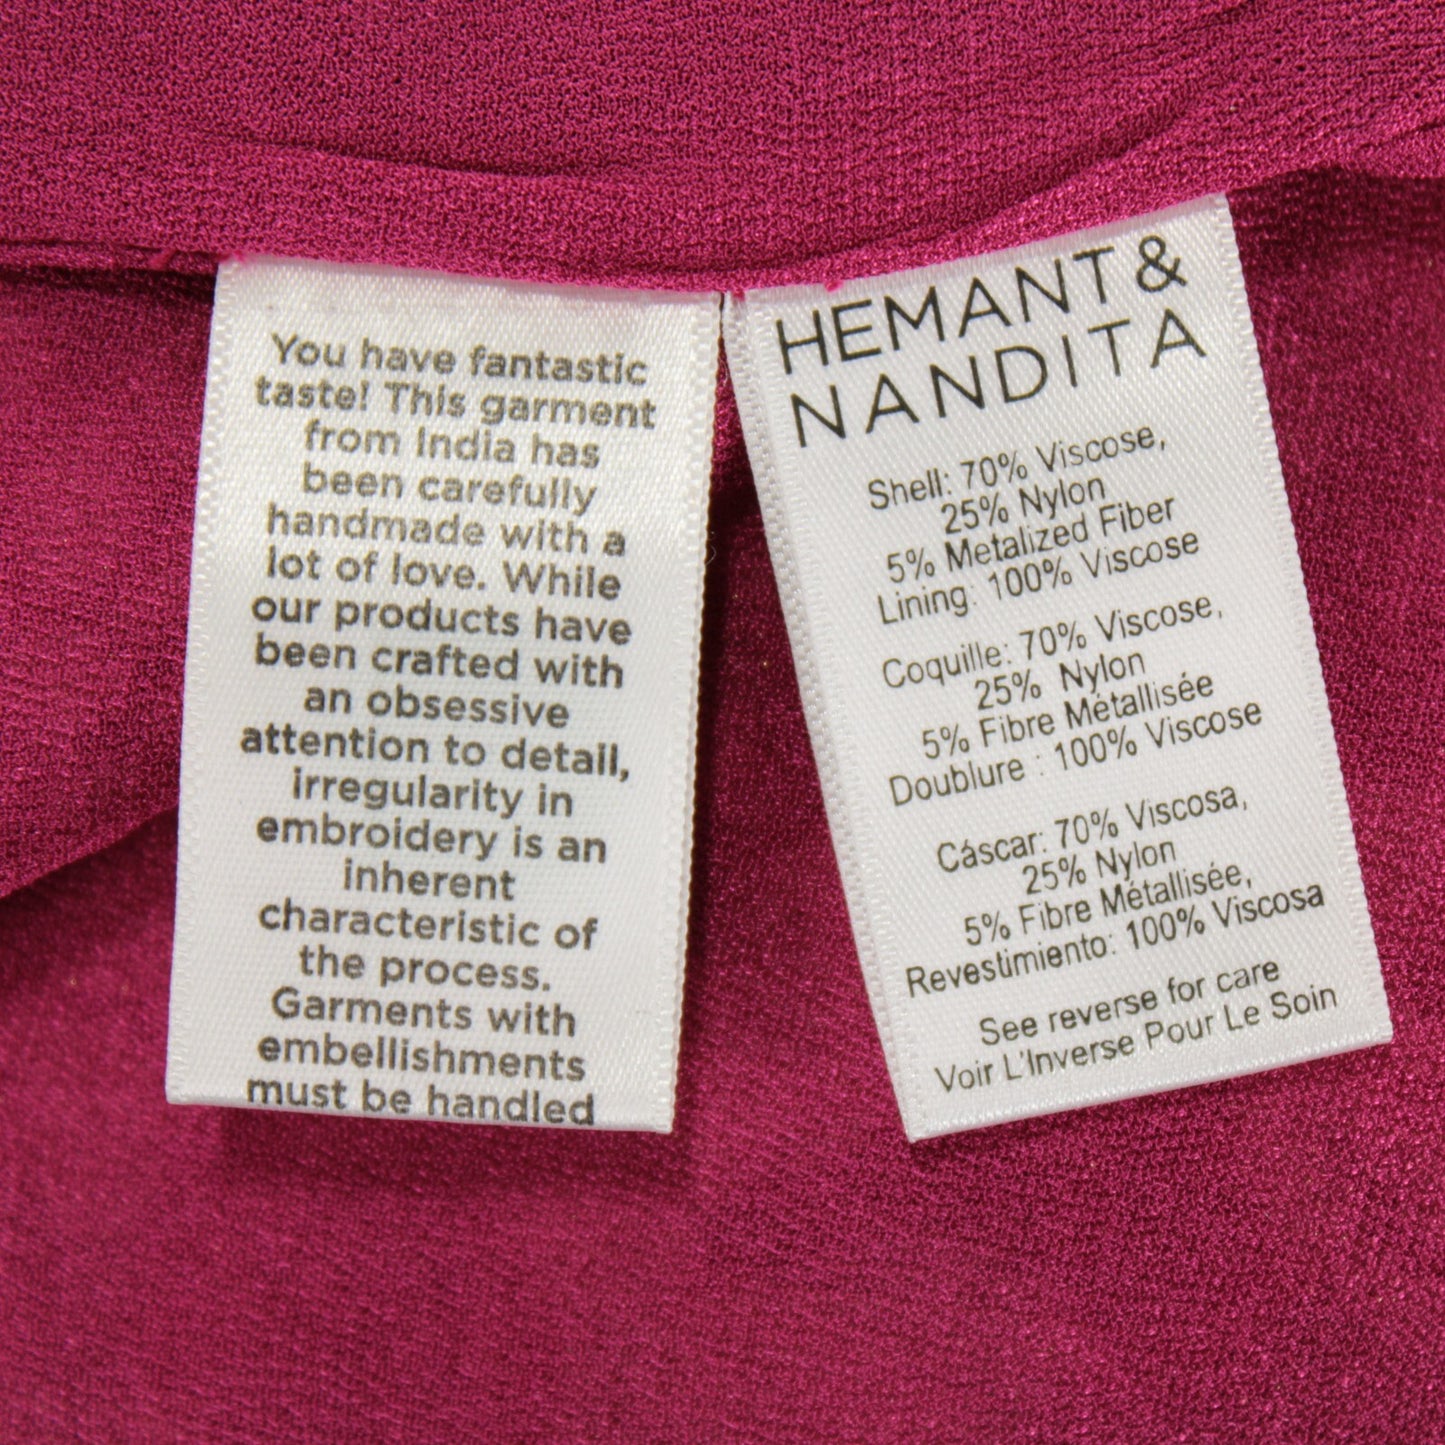 You have fantastic
taste! This garment
from India has
been carefully
handmade with a
lot of love. While
our products have
been crafted with
an obsessive
attention to detail,
irregularity in
embroidery is an
inherent
characteristic of
the process.
Garments with
embellishments
must be handled
HEMANT &
NANDITA
Shell: 70% Viscose,
25% Nylon
5% Metalized Fiber
Lining: 100% Viscose
Coquille: 70% Viscose,
25% Nylon
5% Fibre Métallisée
Doublure : 100% Viscose
Cáscar: 70% Viscosa,
25% Nylon
5% Fibre Métallisée,
Revestimiento: 100% Viscosa
See reverse for care
Voir L'Inverse Pour Le Soin